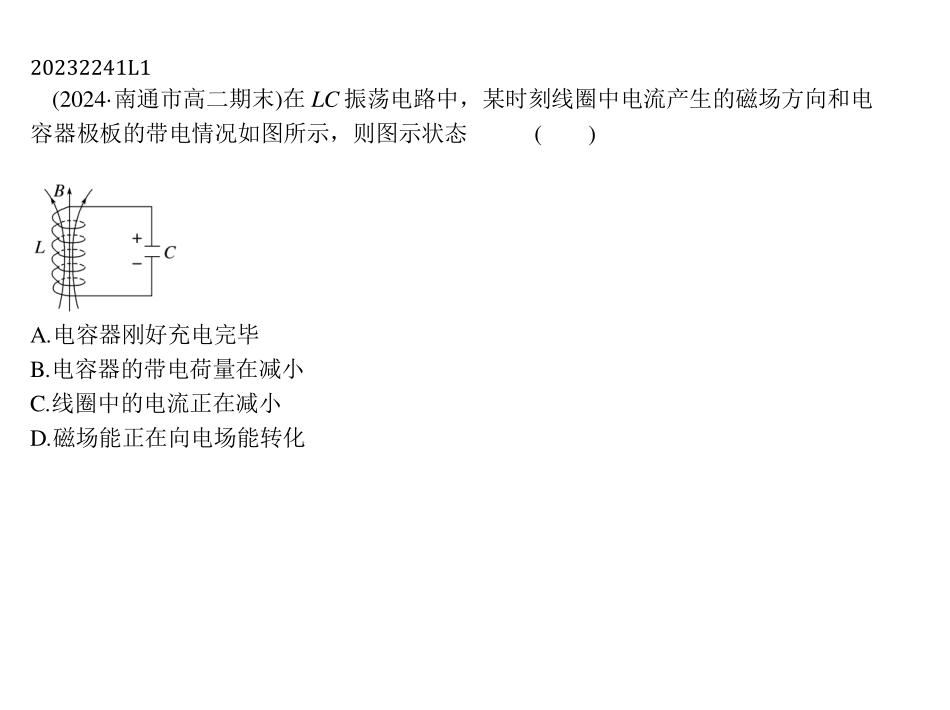 20232241L1
(2024·南通市高二期末)在 LC 振荡电路中，某时刻线圈中电流产生的磁场方向和电
容器极板的带电情况如图所示，则图示状态 ( )
B
L
+
C
−
A.电容器刚好充电完毕
B.电容器的带电荷量在减小
C.线圈中的电流正在减小
D.磁场能正在向电场能转化